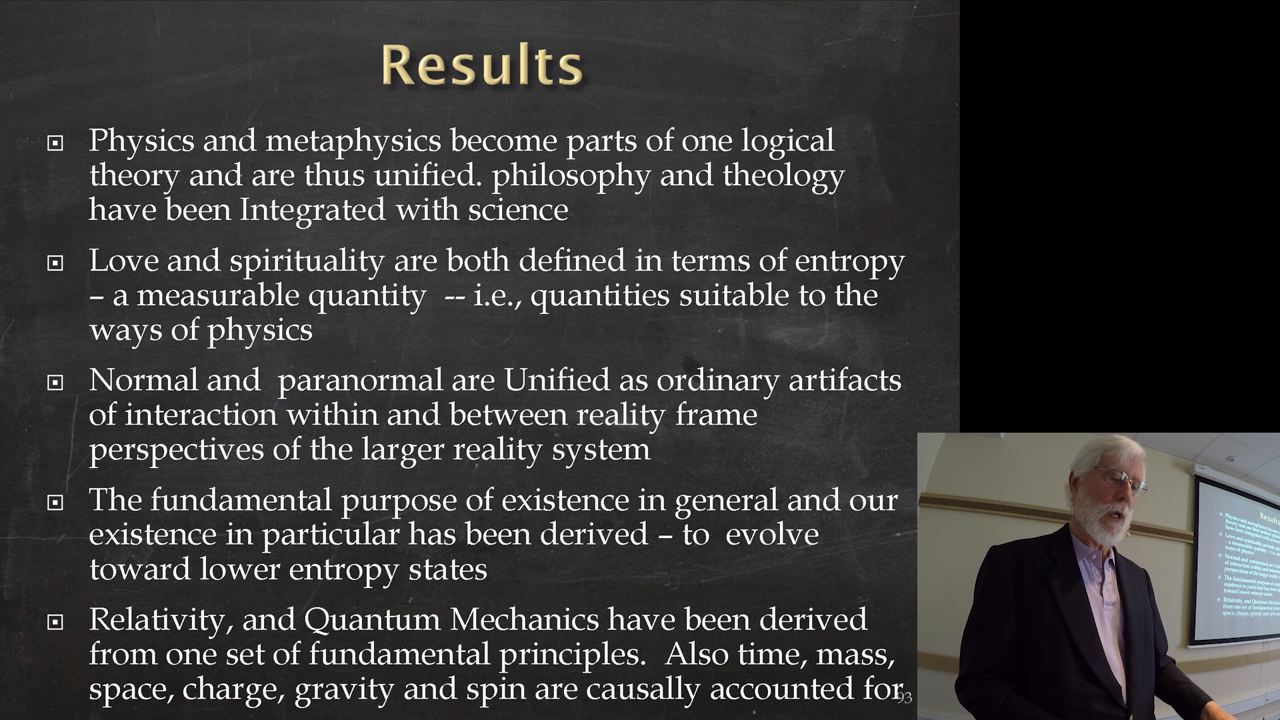 Results
Physics and metaphysics become parts of one logical
theory and are thus unified. philosophy and theology
have been Integrated with science
Love and spirituality are both defined in terms of entropy
– a measurable quantity -- i.e., quantities suitable to the
ways of physics
Normal and paranormal are Unified as ordinary artifacts
of interaction within and between reality frame
perspectives of the larger reality system
The fundamental purpose of existence in general and our
existence in particular has been derived – to evolve
toward lower entropy states
Relativity, and Quantum Mechanics have been derived
from one set of fundamental principles. Also time, mass,
space, charge, gravity and spin are causally accounted for.
93